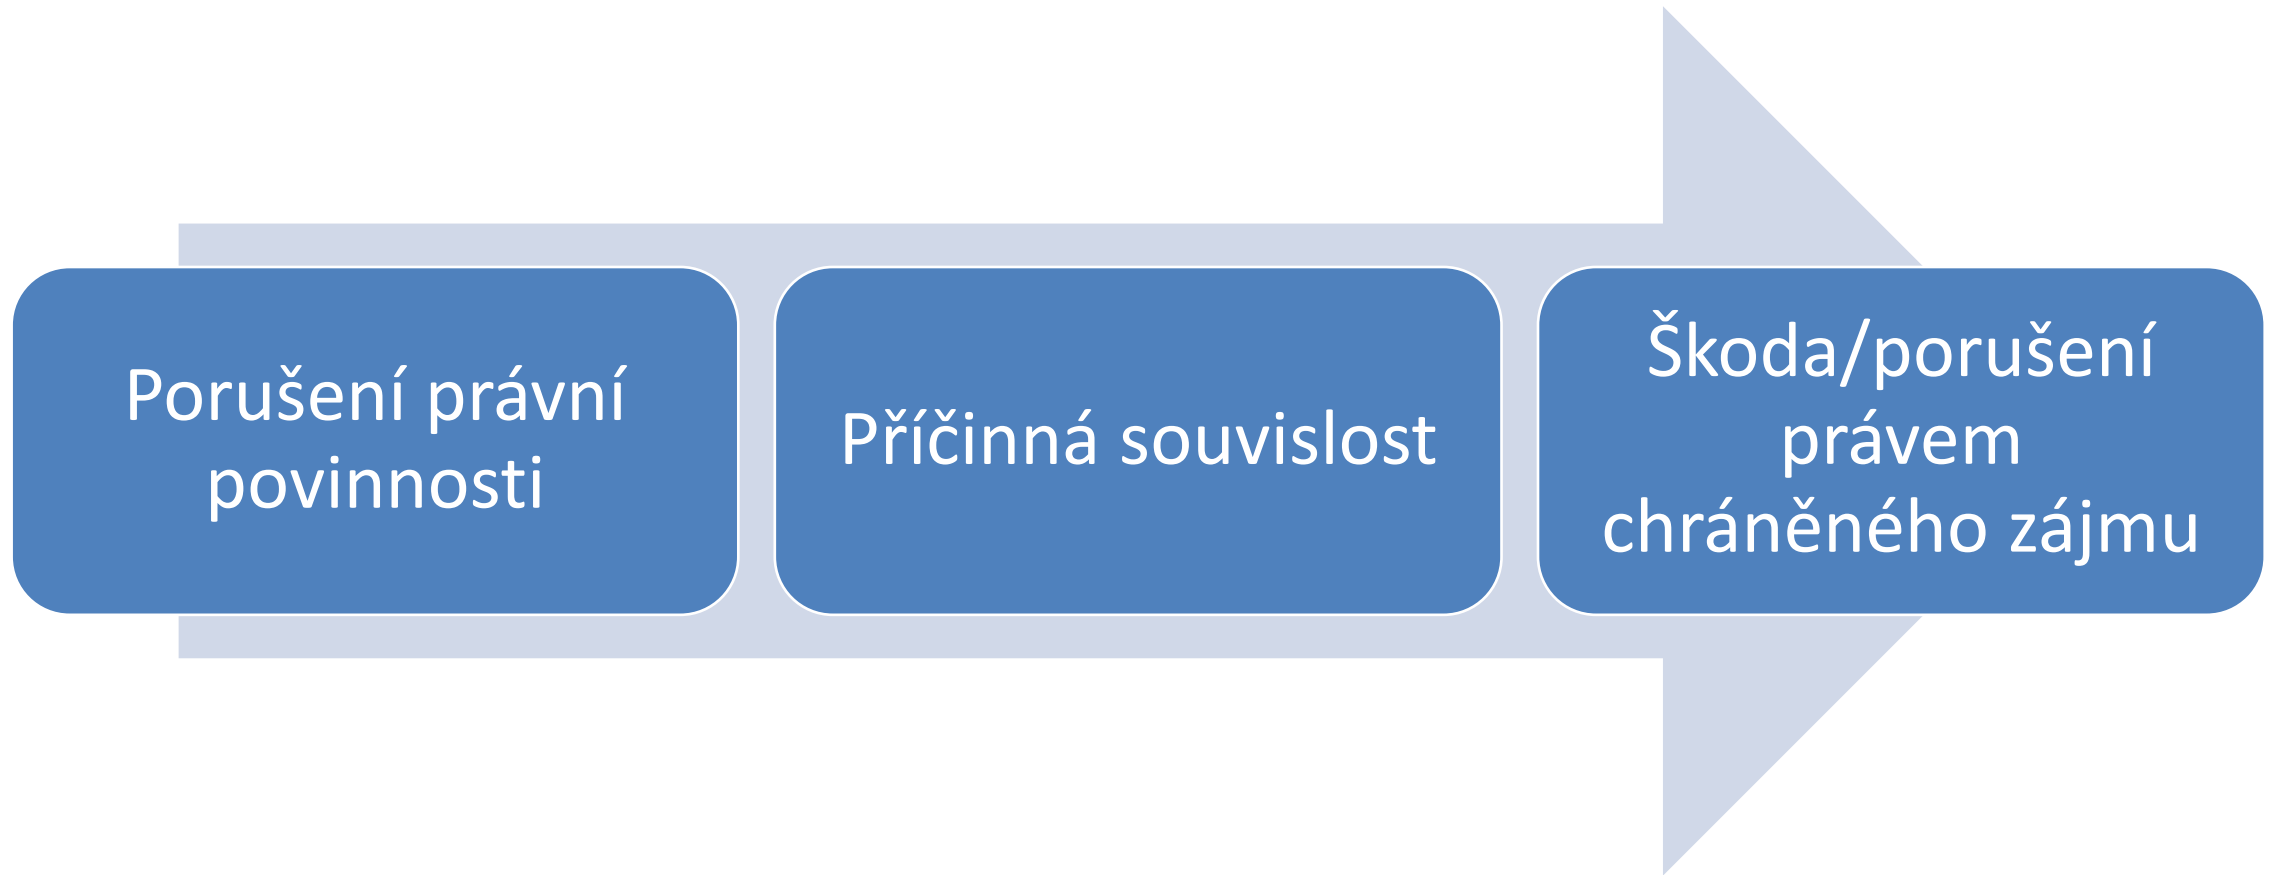 Porušení právní
povinnosti
Příčinná souvislost
Škoda/porušení
právem
chráněného zájmu